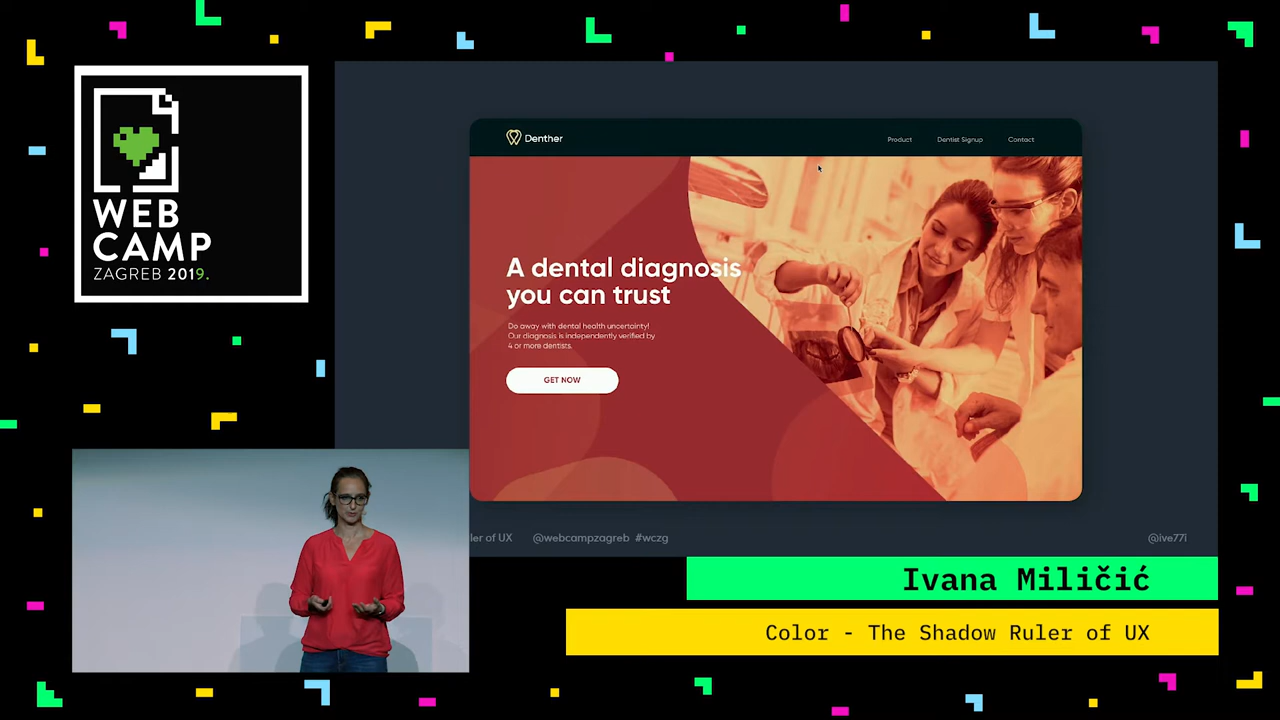 WEB
CAMP
ZAGREB 2019.
Denther
Product
Dentist Signup
Contact
A dental diagnosis
you can trust
Do away with dental health uncertainty!
Our diagnosis is independently verified by
4 or more dentists.
GET NOW
ler of UX
@webcampzagreb #wczg
@ive77i
Ivana Miličić
Color - The Shadow Ruler of UX